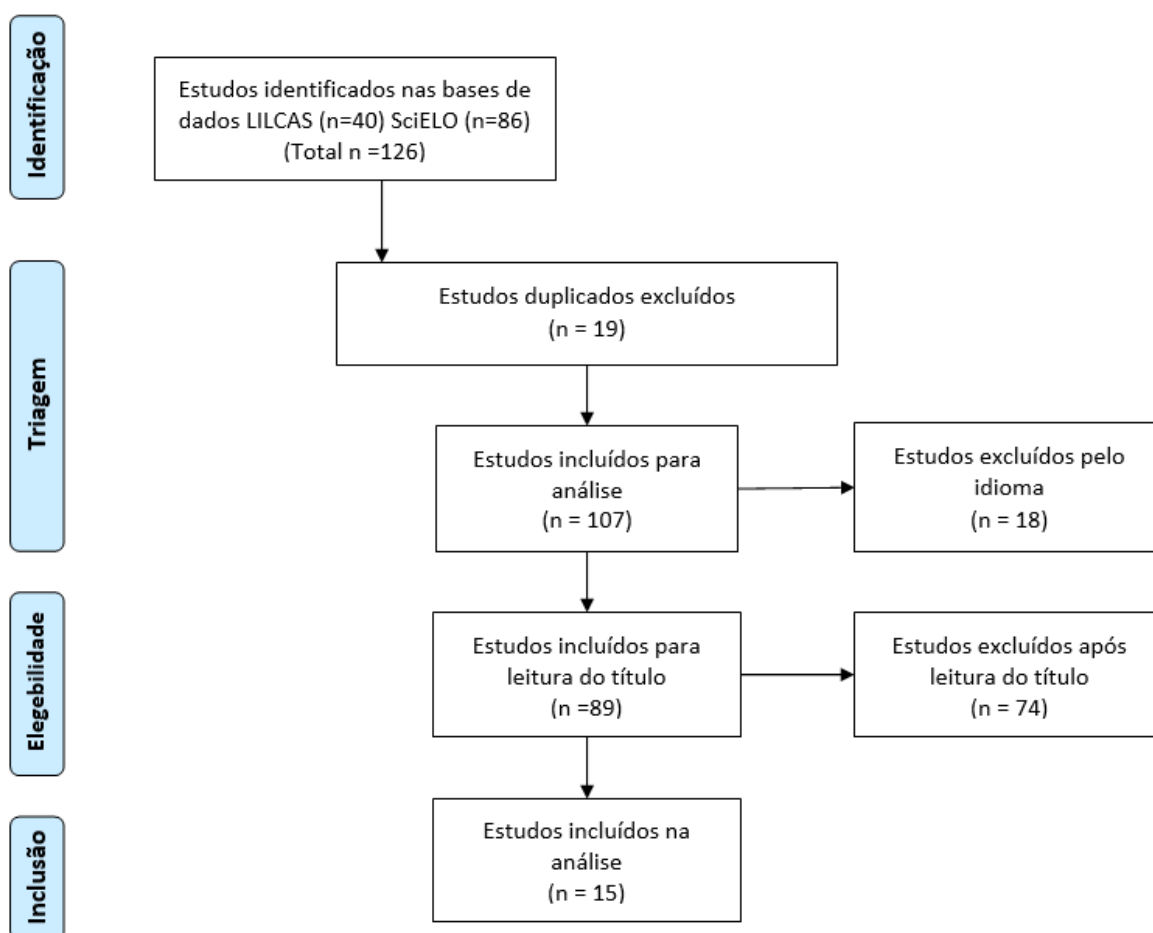 Identificação
Estudos identificados nas bases de
dados LILCAS (n=40) SciELO (n=86)
(Total n =126)
Triagem
Estudos duplicados excluídos
(n = 19)
Estudos incluídos para
análise
(n = 107)
Estudos excluídos pelo
idioma
(n = 18)
Elegebilidade
Estudos incluídos para
leitura do título
(n =89)
Estudos excluídos após
leitura do título
(n = 74)
Inclusão
Estudos incluídos na
análise
(n = 15)